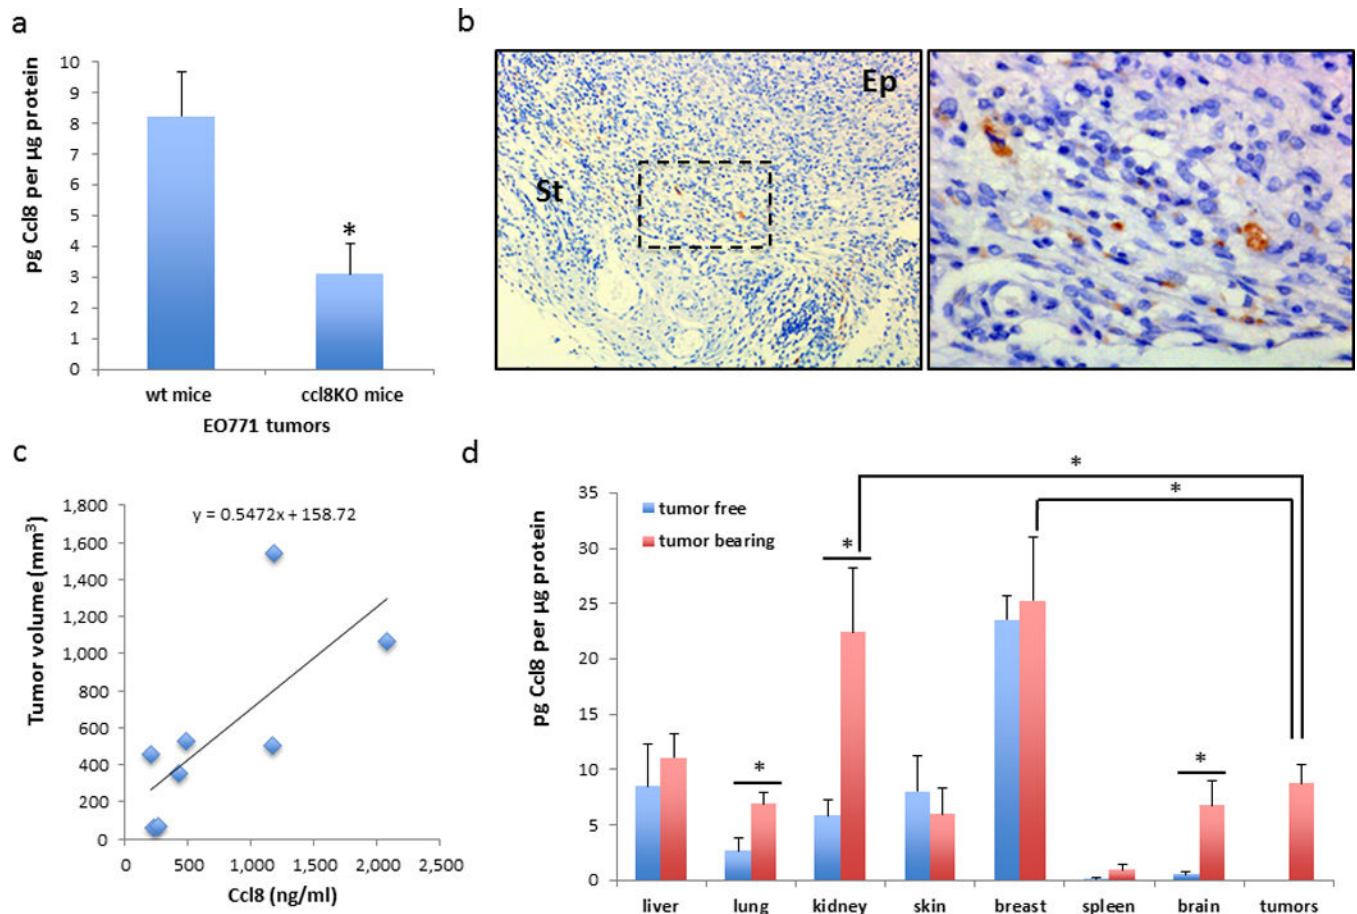 a
pg Ccl8 per µg protein
10
9
8
7
6
5
4
3
2
1
0
*
wt mice
ccl8KO mice
EO771 tumors
b
Ep
St
c
Tumor volume (mm³)
1,800
1,600
1,400
1,200
1,000
800
600
400
200
0
y = 0.5472x + 158.72
0
500
1,000
1,500
2,000
2,500
Ccl8 (ng/ml)
d
pg Ccl8 per µg protein
35
30
25
20
15
10
5
0
tumor free
tumor bearing
*
*
*
*
*
liver
lung
kidney
skin
breast
spleen
brain
tumors